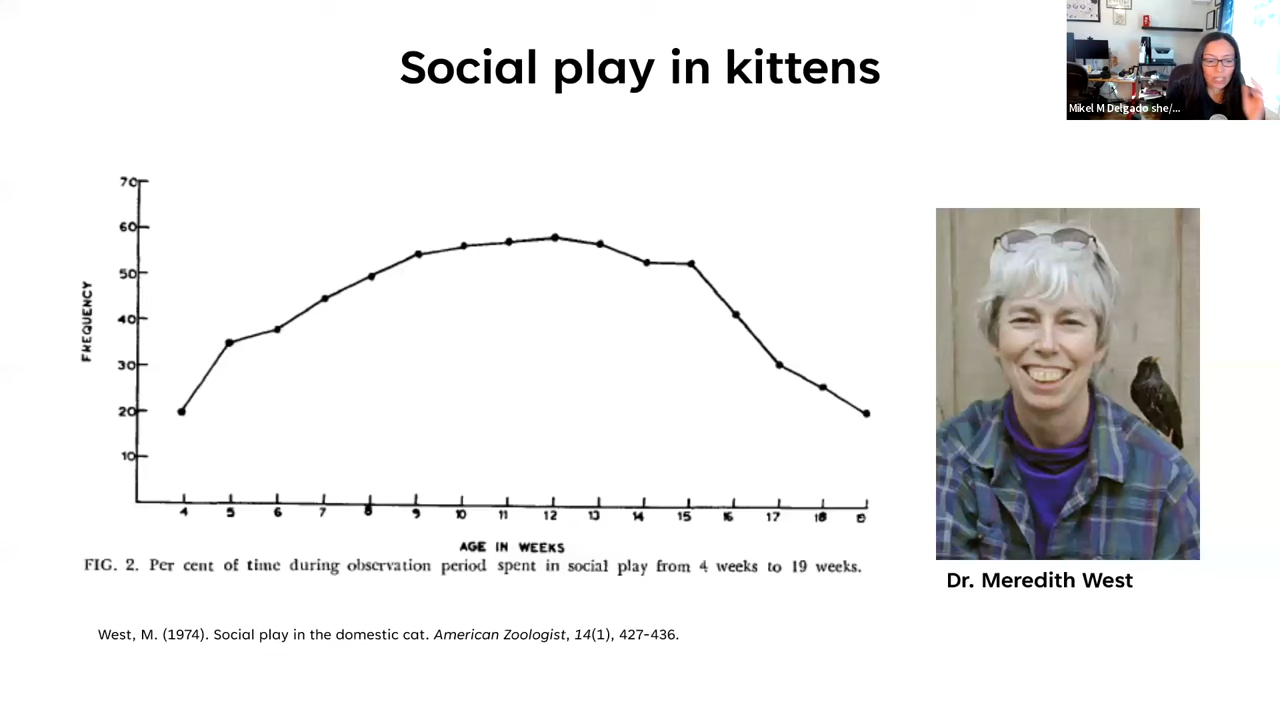 Social play in kittens
Mikel M Delgado she/...
70
60
50
40
30
20
10
FREQUENCY
4 5 6 7 8 9 10 11 12 13 14 15 16 17 18 19
AGE IN WEEKS
FIG. 2. Per cent of time during observation period spent in social play from 4 weeks to 19 weeks.
Dr. Meredith West
West, M. (1974). Social play in the domestic cat. American Zoologist, 14(1), 427-436.